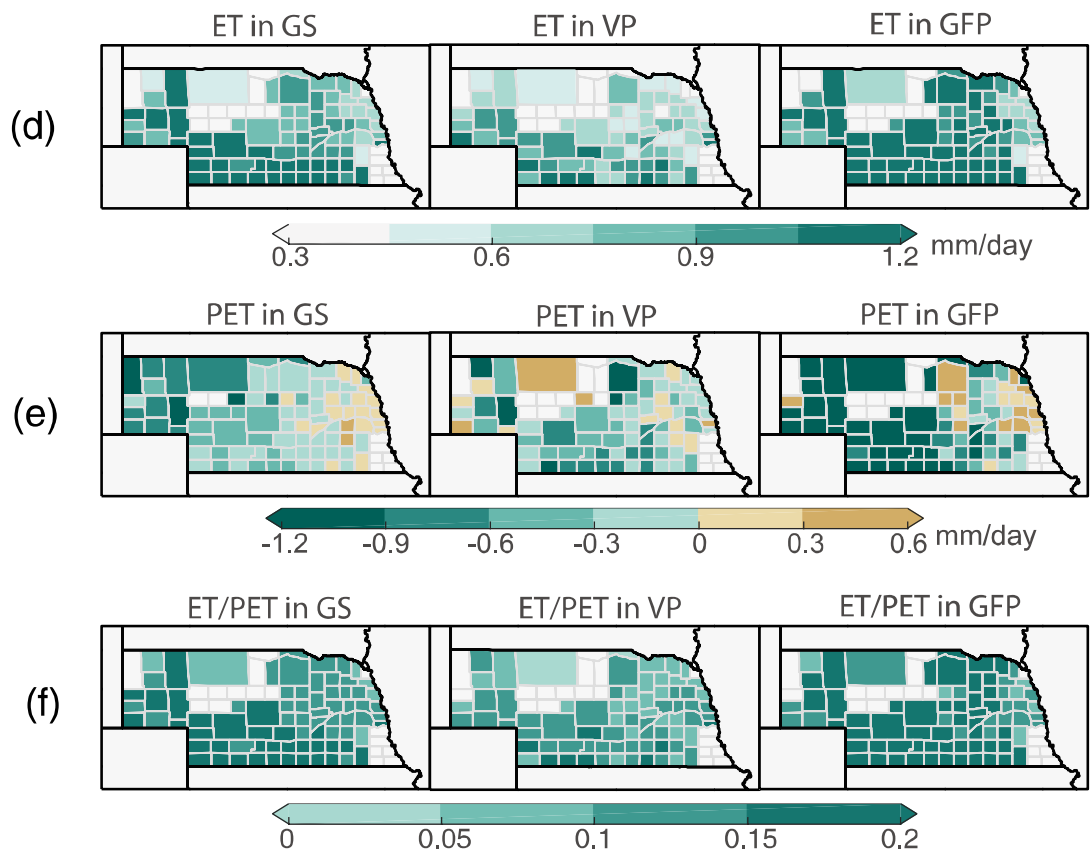 ET in GS ET in VP ET in GFP
(d)
0.3 0.6 0.9 1.2 mm/day
PET in GS PET in VP PET in GFP
(e)
-1.2 -0.9 -0.6 -0.3 0 0.3 0.6 mm/day
ET/PET in GS ET/PET in VP ET/PET in GFP
(f)
0 0.05 0.1 0.15 0.2